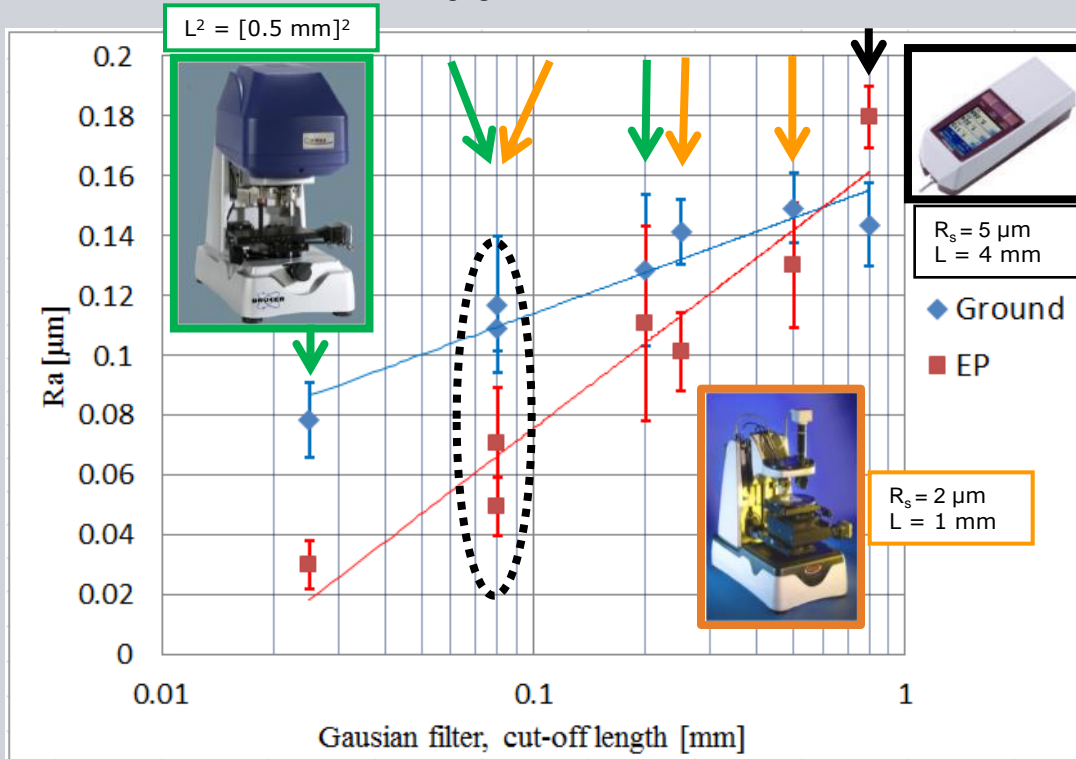 L² = [0.5 mm]²
0.2
0.18
0.16
0.14
0.12
0.1
0.08
0.06
0.04
0.02
0
Ra [µm]
BRUKER
Rs = 5 µm
L = 4 mm
Ground
EP
Rs = 2 µm
L = 1 mm
0.01
0.1
1
Gausian filter, cut-off length [mm]